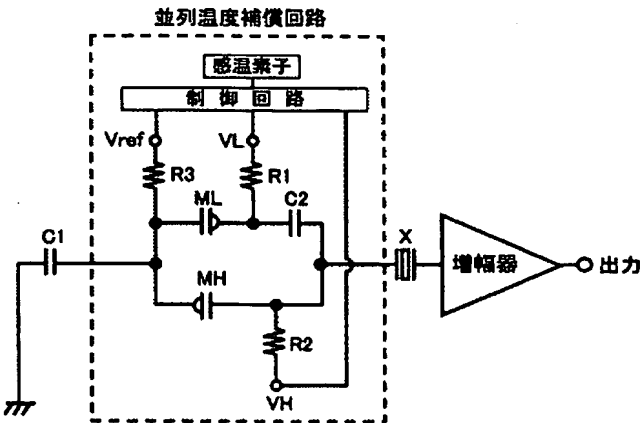 並列温度補償回路
感温素子
制御回路
Vref
VL
R3
R1
ML
C2
C1
X
増幅器
出力
MH
R2
VH